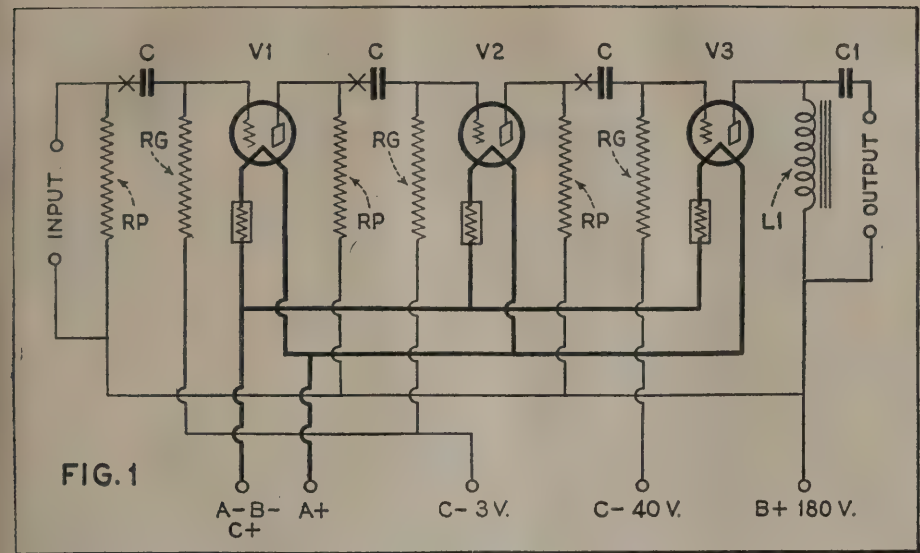 C V1 C V2 C V3 C1
RG RG RG
RP RP RP L1
INPUT OUTPUT
FIG. 1
A- B- A+ C- 3 V. C- 40 V. B+ 180 V.
C+